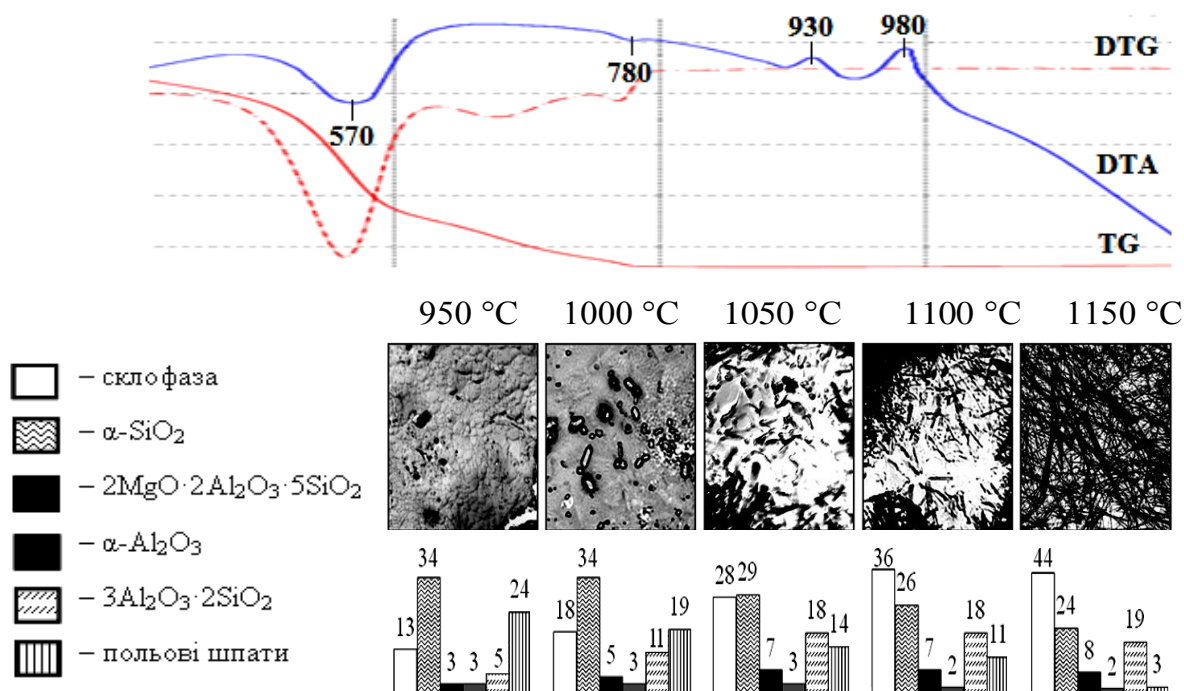 930 980
DTG
780
570
DTA
TG
950 °C 1000 °C 1050 °C 1100 °C 1150 °C
– склофаза
– α-SiO₂
– 2MgO·2Al₂O₃·5SiO₂
– α-Al₂O₃
– 3Al₂O₃·2SiO₂
– польові шпати
13 34 3 3 5 24
18 34 5 3 11 19
28 29 7 3 18 14
36 26 7 2 18 11
44 24 8 2 19 3